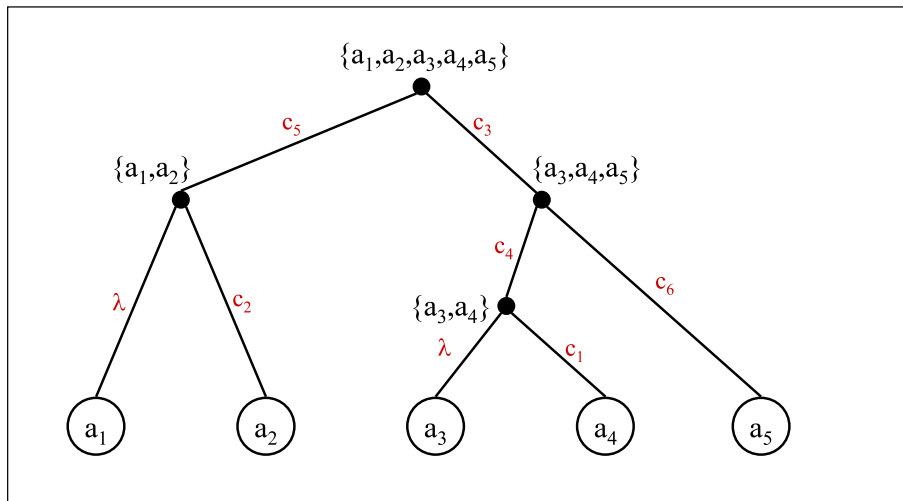 {a₁,a₂,a₃,a₄,a₅}
c₅
c₃
{a₁,a₂}
{a₃,a₄,a₅}
c₄
λ
c₂
c₆
{a₃,a₄}
λ
c₁
a₁
a₂
a₃
a₄
a₅